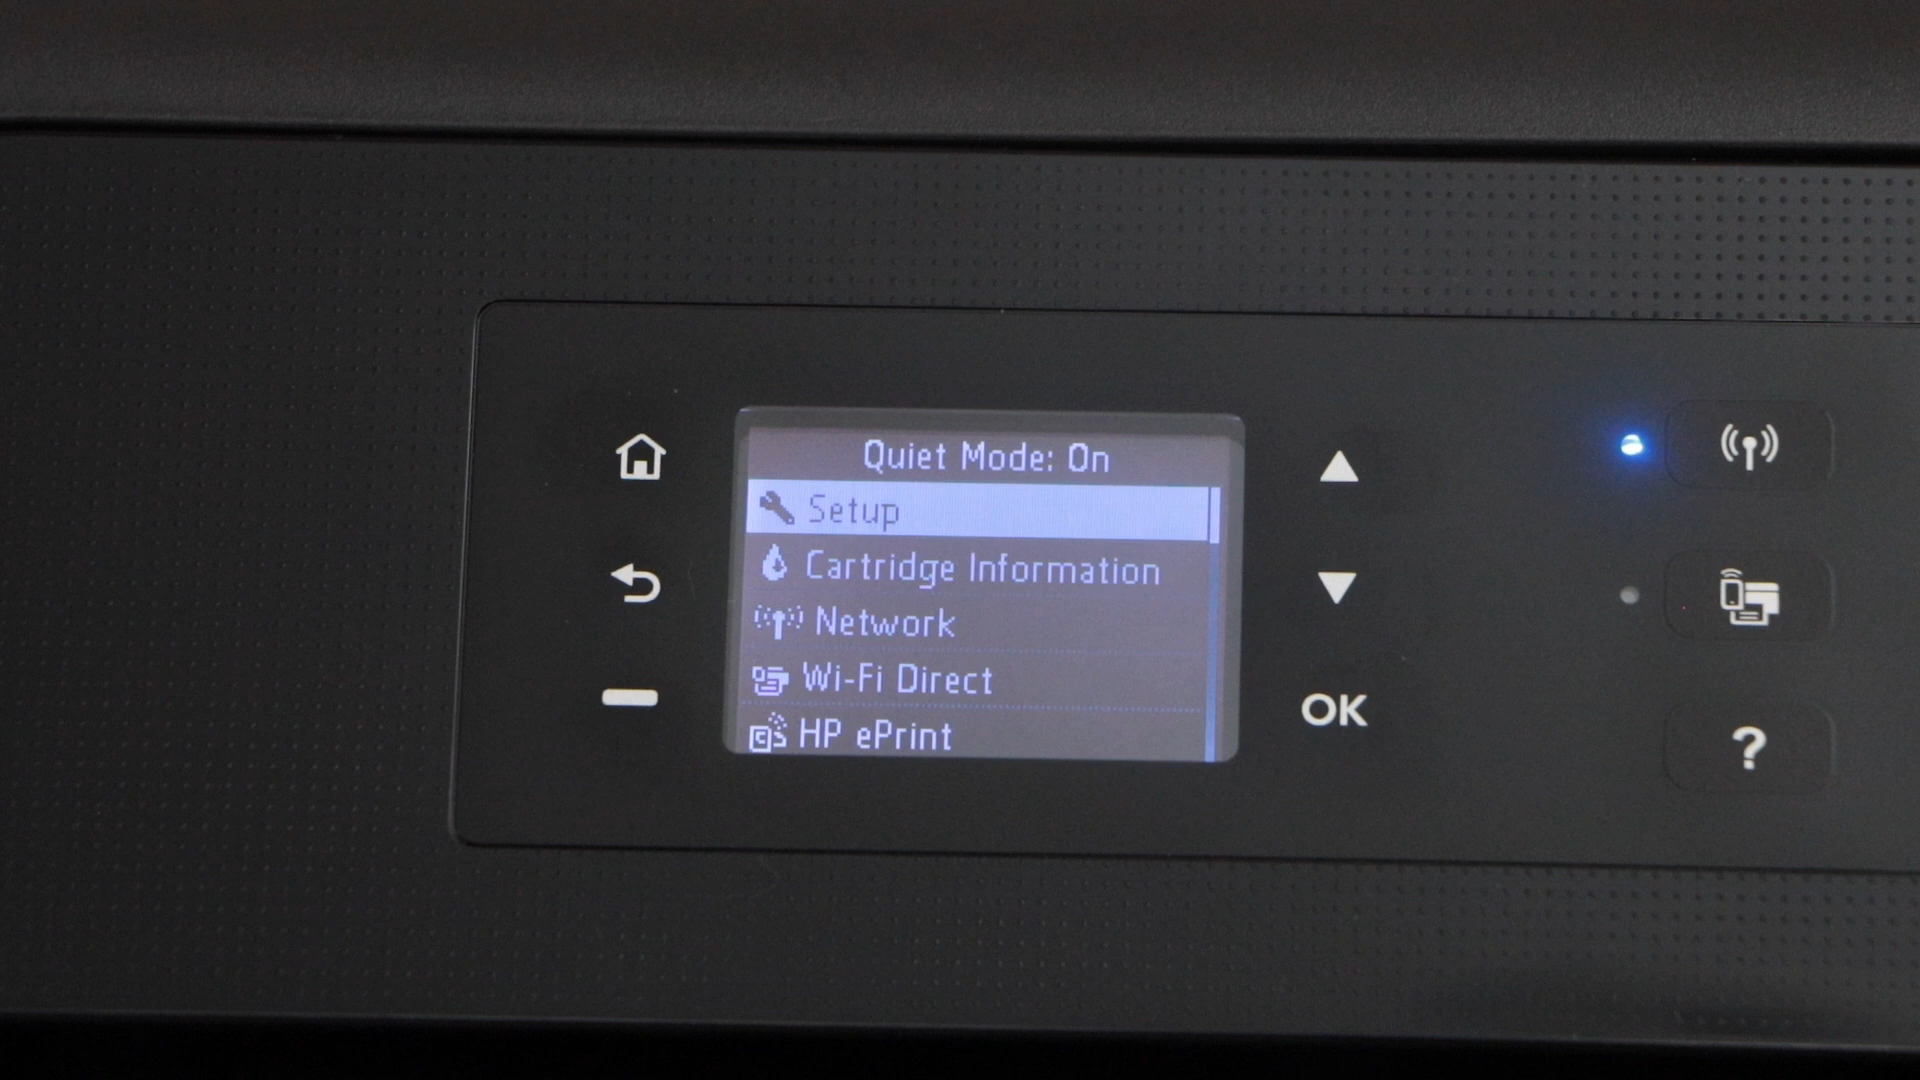 Quiet Mode: On
Setup
Cartridge Information
Network
Wi-Fi Direct
HP ePrint
OK
?